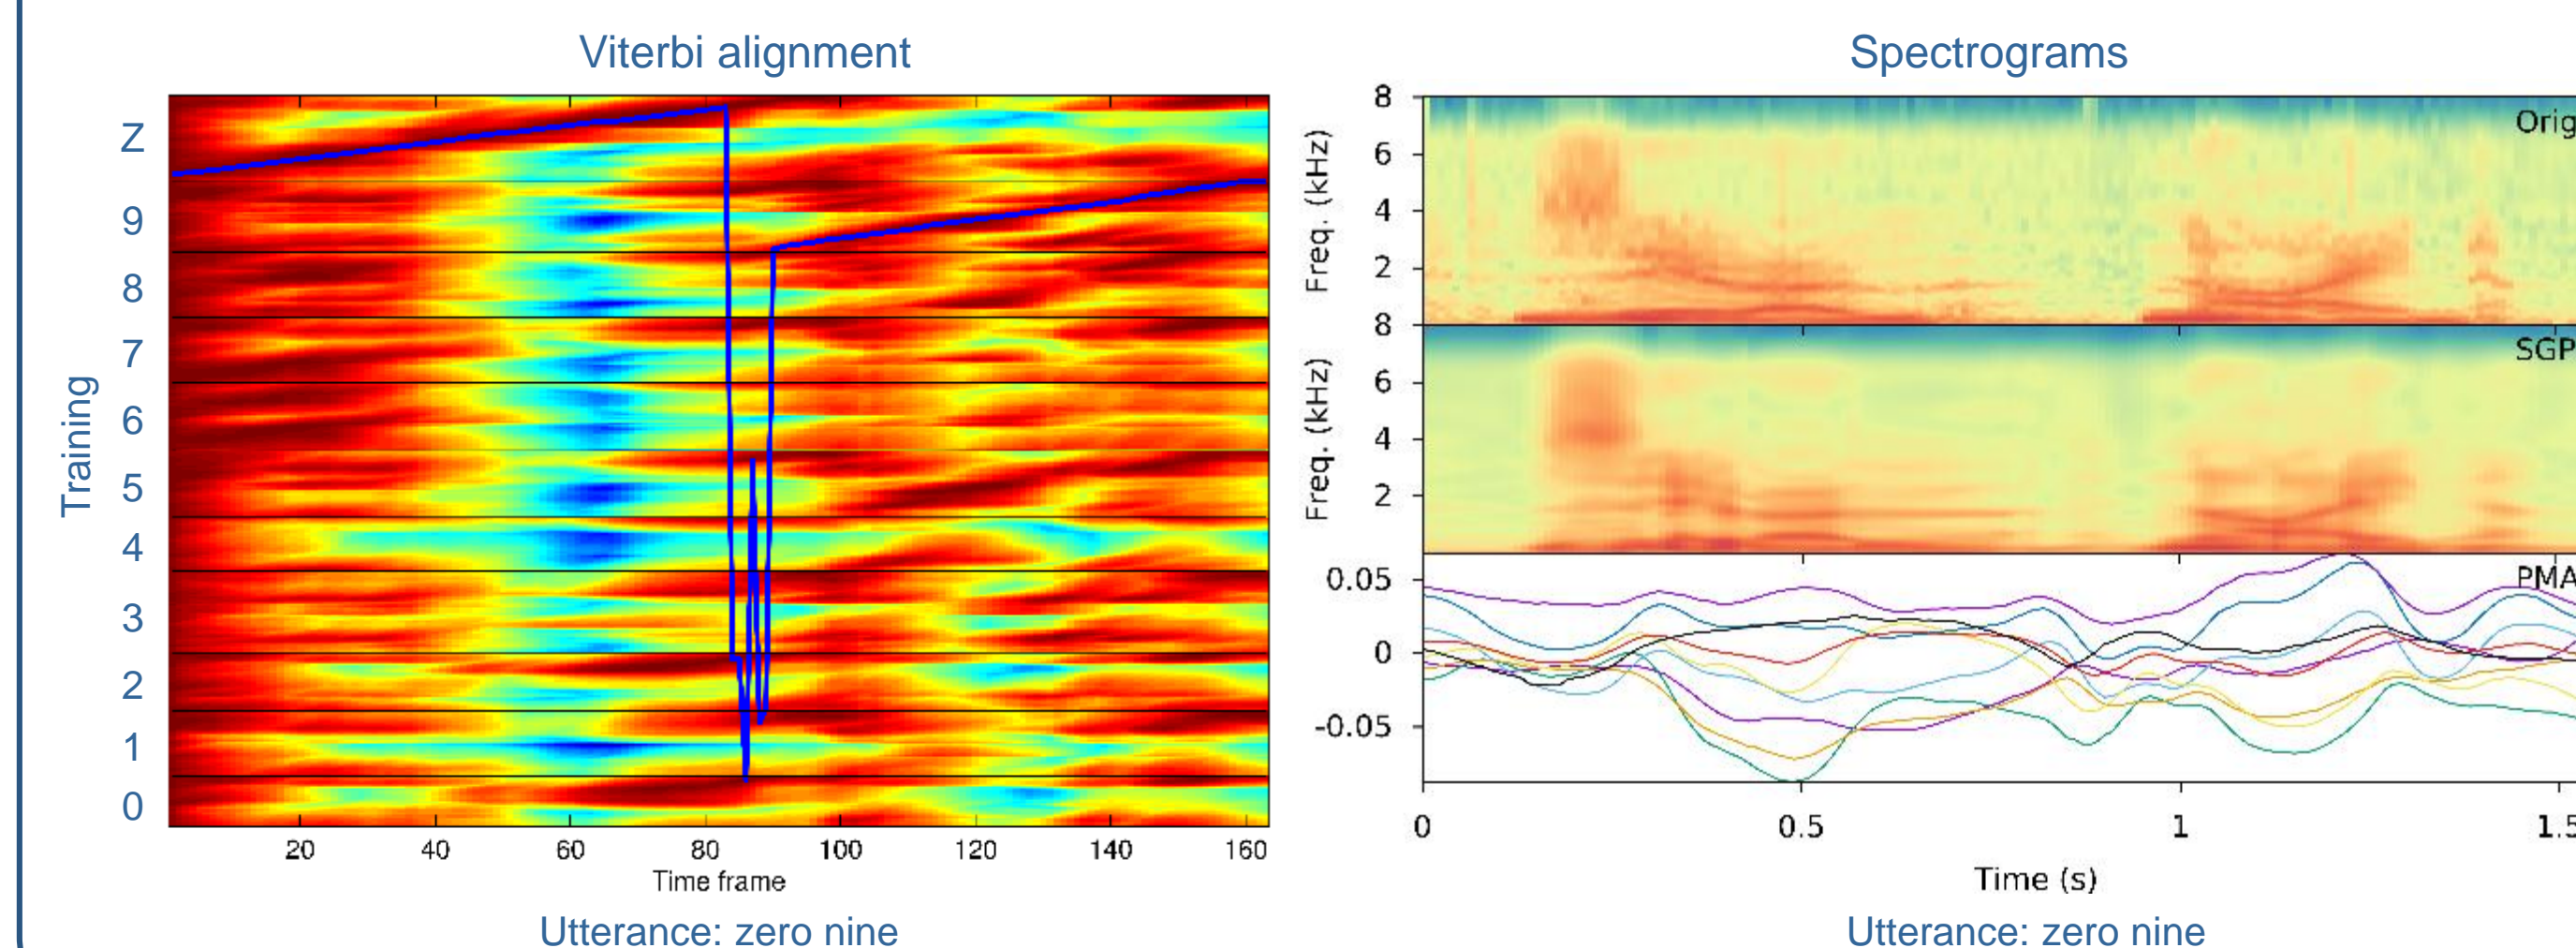 Viterbi alignment
Training
Z
9
8
7
6
5
4
3
2
1
0
20 40 60 80 100 120 140 160
Time frame
Utterance: zero nine
Spectrograms
Freq. (kHz)
8
6
4
2
Orig
Freq. (kHz)
8
6
4
2
SGP
0.05
0
-0.05
PMA
0 0.5 1 1.5
Time (s)
Utterance: zero nine